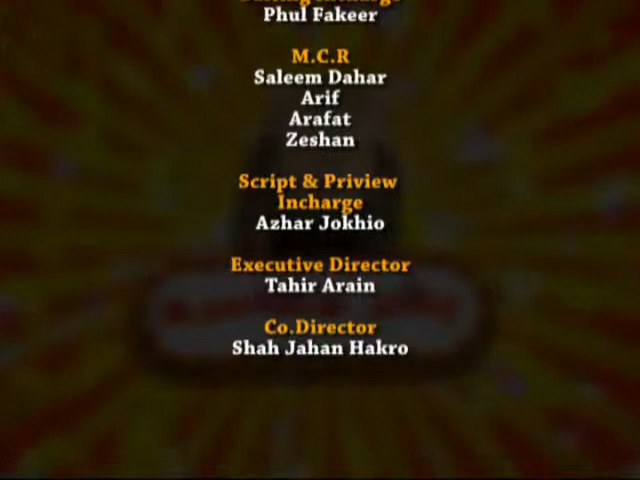 Incharge
Phul Fakeer
M.C.R
Saleem Dahar
Arif
Arafat
Zeshan
Script & Priview
Incharge
Azhar Jokhio
Executive Director
Tahir Arain
Co.Director
Shah Jahan Hakro